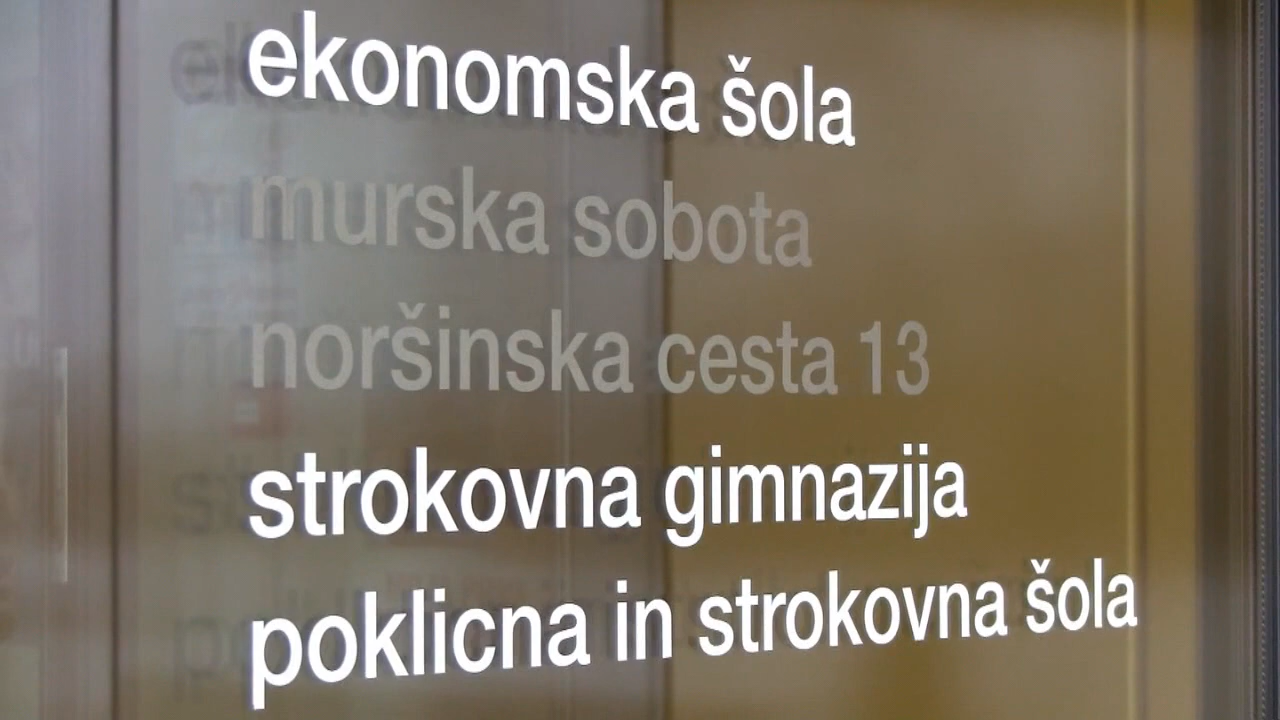 ekonomska šola
murska sobota
noršinska cesta 13
strokovna gimnazija
poklicna in strokovna šola